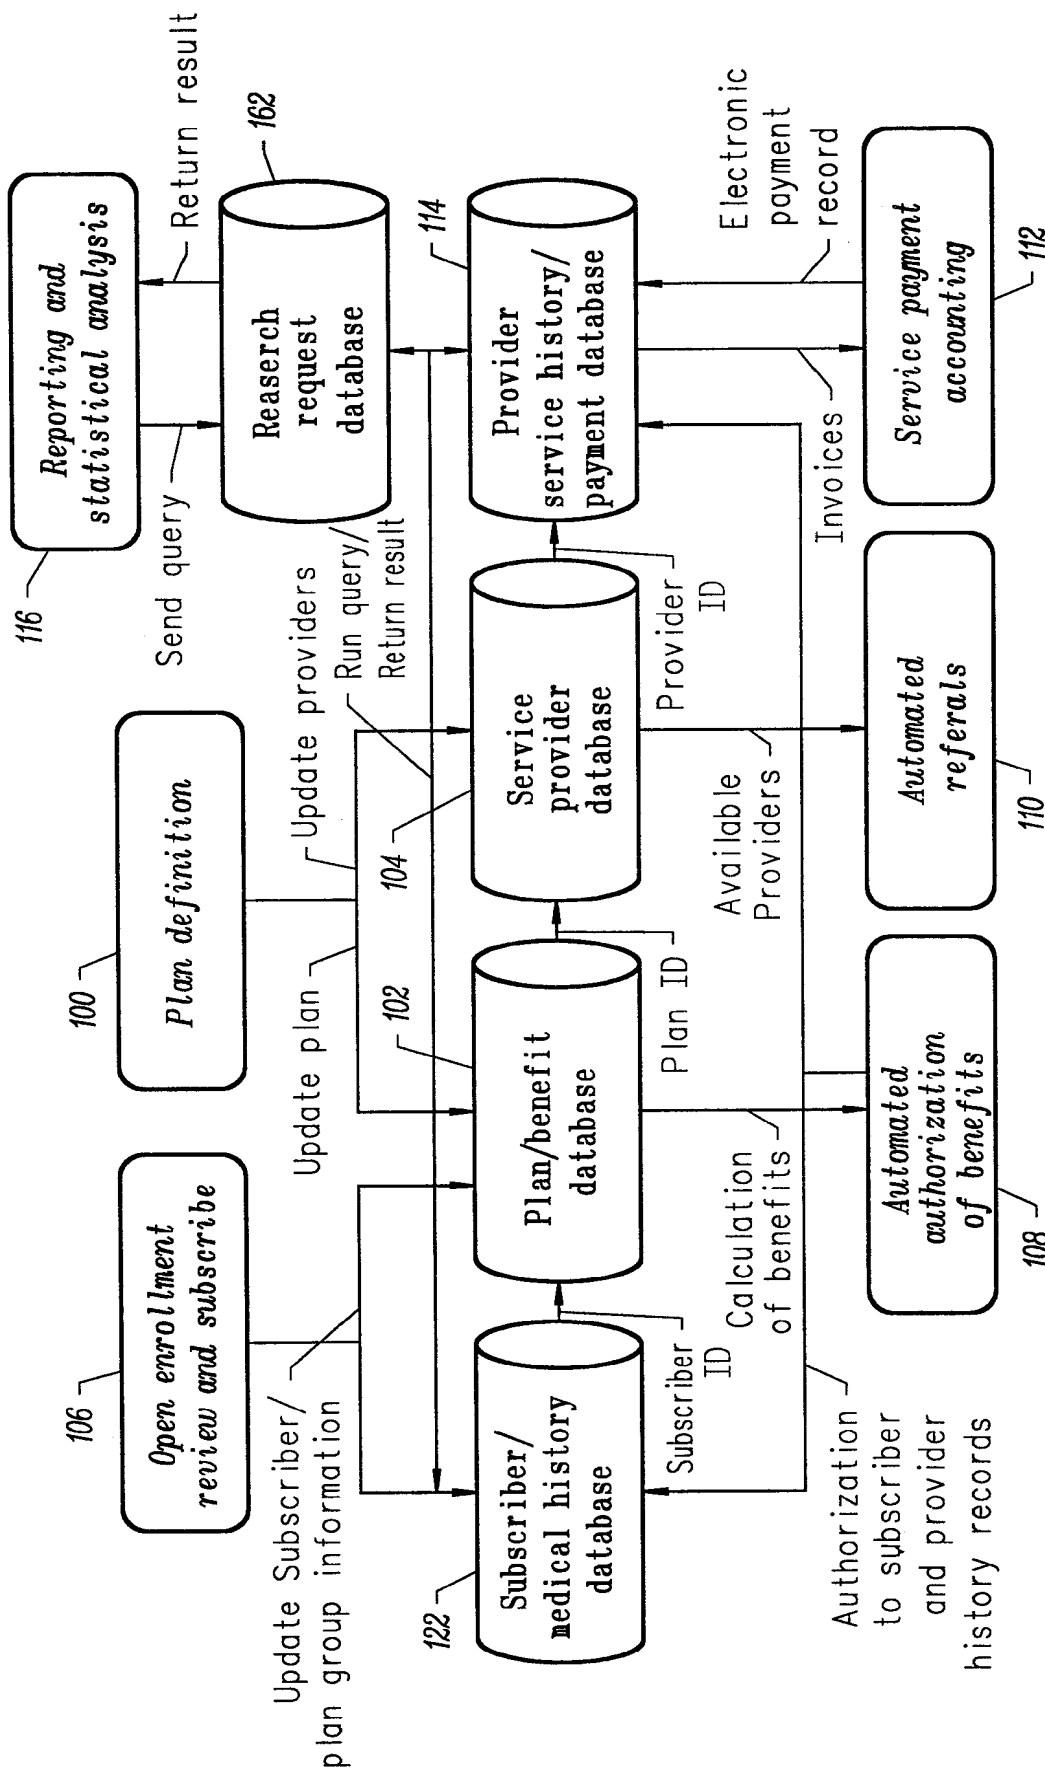 106
Open enrollment
review and subscribe
100
Plan definition
116
Reporting and
statistical analysis
Update Subscriber/
plan group information
Update plan
Update providers
Send query
Return result
162
Reaserch
request
database
Run query/
Return result
122
Subscriber/
medical history
database
102
Plan/benefit
database
104
Service
provider
database
114
Provider
service history/
payment database
Subscriber
ID
Plan ID
Provider
ID
Calculation
of benefits
Available
Providers
Invoices
Electronic
payment
record
Authorization
to subscriber
and provider
history records
Automated
authorization
of benefits
108
Automated
referals
110
Service payment
accounting
112